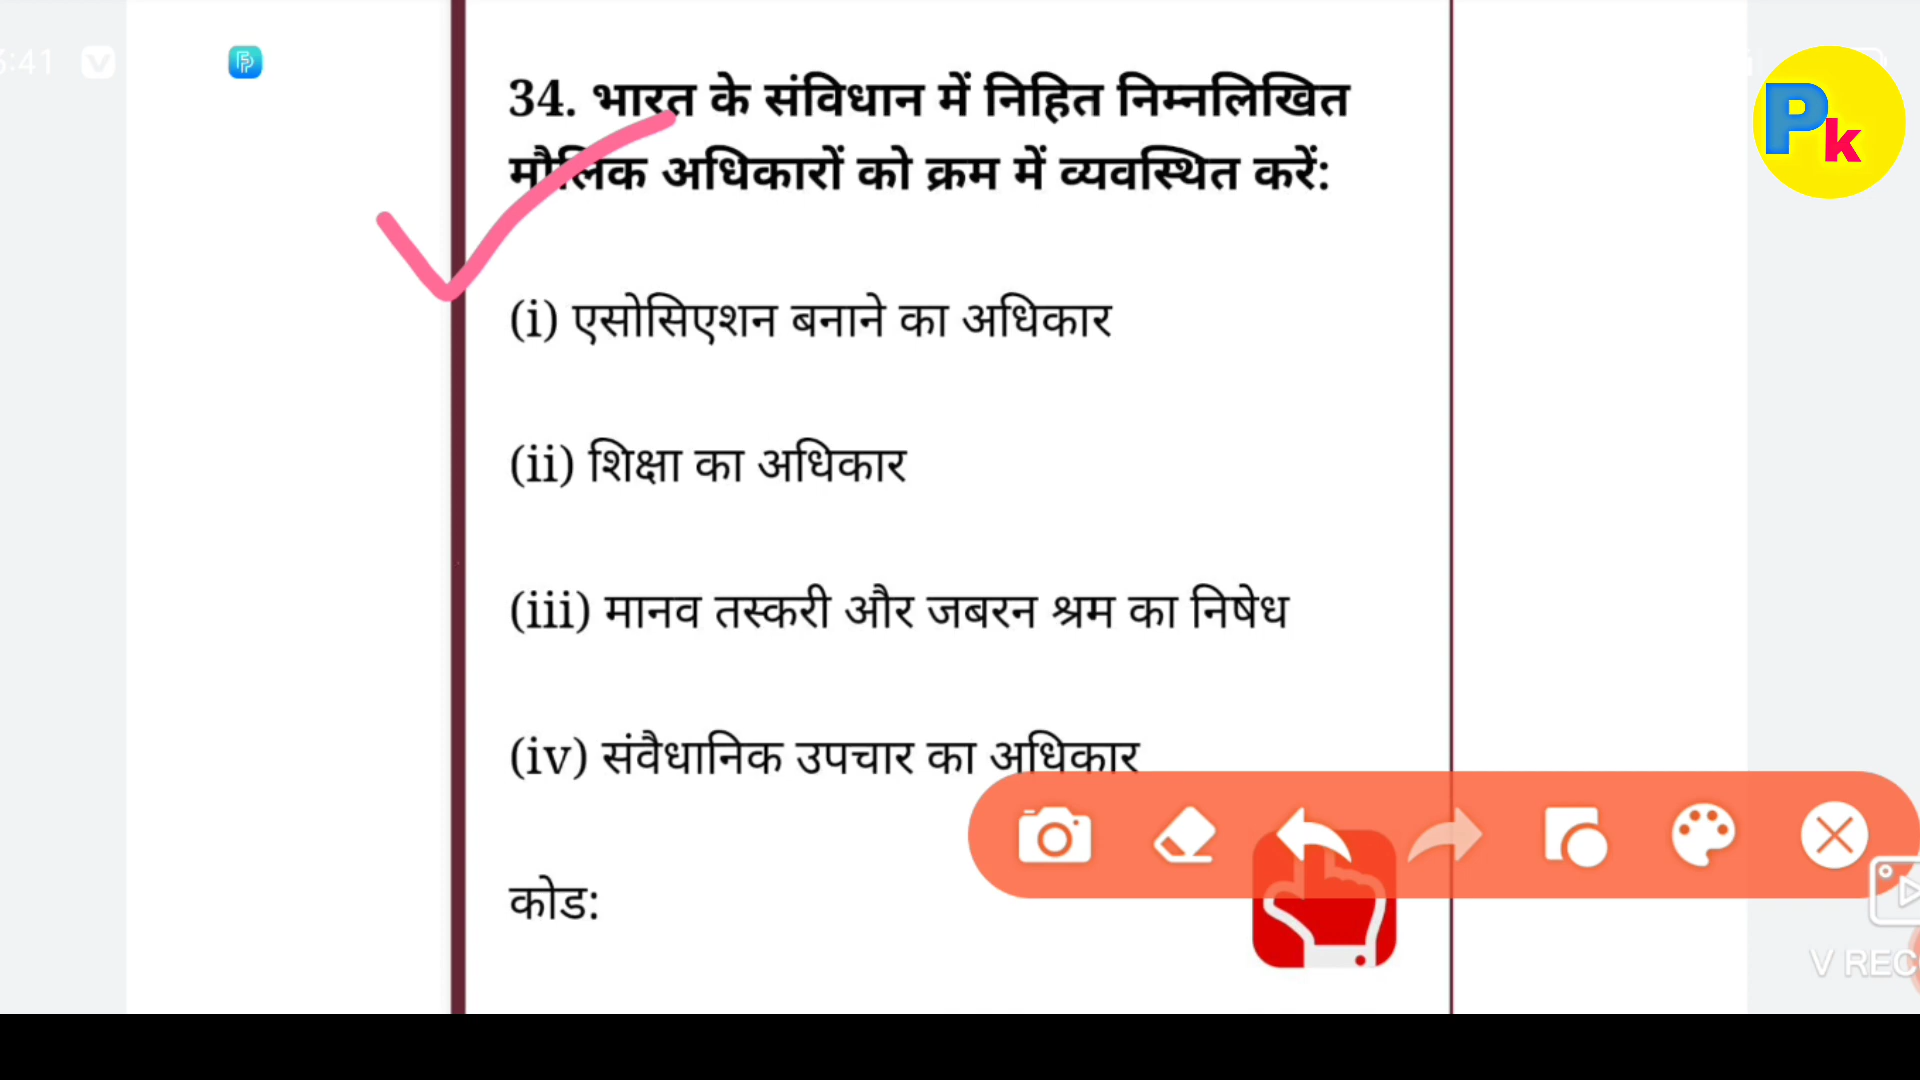 :41
34. भारत के संविधान में निहित निम्नलिखित
मौलिक अधिकारों को क्रम में व्यवस्थित करें:
(i) एसोसिएशन बनाने का अधिकार
(ii) शिक्षा का अधिकार
(iii) मानव तस्करी और जबरन श्रम का निषेध
(iv) संवैधानिक उपचार का अधिकार
कोड:
Pk
V REC